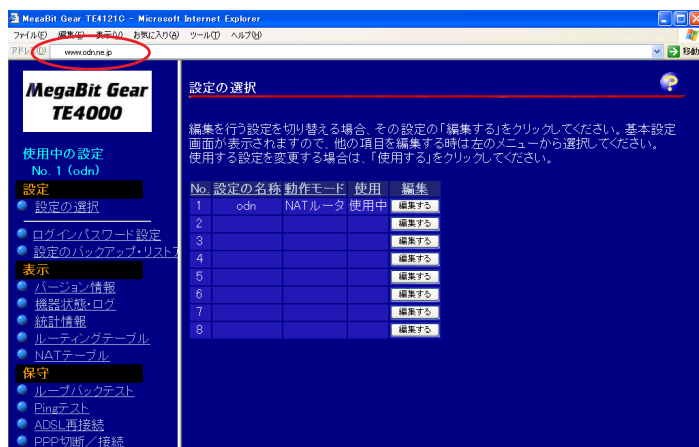 MegaBit Gear TE4121C - Microsoft Internet Explorer
ファイル(F) 編集(E) 表示(V) お気に入り(A) ツール(T) ヘルプ(H)
アドレス(D) www.odn.ne.jp 移動
MegaBit Gear
TE4000
使用中の設定
No. 1 (odn)
設定
設定の選択
ログインパスワード設定
設定のバックアップ・リストア
表示
バージョン情報
機器状態・ログ
統計情報
ルーティングテーブル
NATテーブル
保守
ループバックテスト
Pingテスト
ADSL再接続
PPP切断／接続
設定の選択
?
編集を行う設定を切り替える場合、その設定の「編集する」をクリックしてください。基本設定
画面が表示されますので、他の項目を編集する時は左のメニューから選択してください。
使用する設定を変更する場合は、「使用する」をクリックしてください。
No. 設定の名称 動作モード 使用 編集
1 odn NATルータ 使用中 編集する
2 編集する
3 編集する
4 編集する
5 編集する
6 編集する
7 編集する
8 編集する